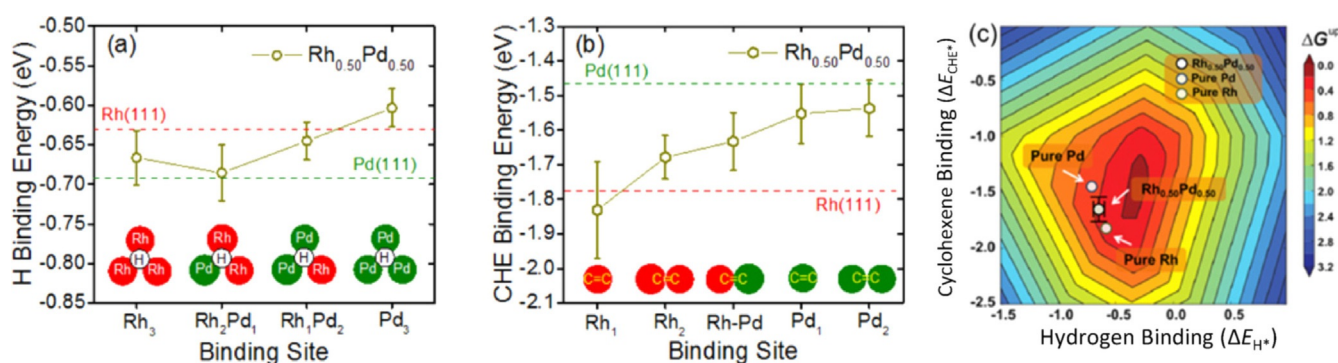 (a)
Rh0.50Pd0.50
H Binding Energy (eV)
-0.50
-0.55
-0.60
-0.65
-0.70
-0.75
-0.80
-0.85
Rh(111)
Pd(111)
Rh
H
Rh Rh
Rh
H
Pd Rh
Pd
H
Pd Rh
Pd
H
Pd Pd
Rh3 Rh2Pd1 Rh1Pd2 Pd3
Binding Site
(b)
Rh0.50Pd0.50
CHE Binding Energy (eV)
-1.3
-1.4
-1.5
-1.6
-1.7
-1.8
-1.9
-2.0
-2.1
Pd(111)
Rh(111)
C=C C=C C=C C=C C=C
Rh1 Rh2 Rh-Pd Pd1 Pd2
Binding Site
(c)
Cyclohexene Binding (ΔECHE*)
-0.5
-1.0
-1.5
-2.0
-2.5
Rh0.50Pd0.50
Pure Pd
Pure Rh
Pure Pd
Rh0.50Pd0.50
Pure Rh
-1.5 -1.0 -0.5 0.0 0.5
Hydrogen Binding (ΔEH*)
ΔGup
0.0
0.4
0.8
1.2
1.6
2.0
2.4
2.8
3.2